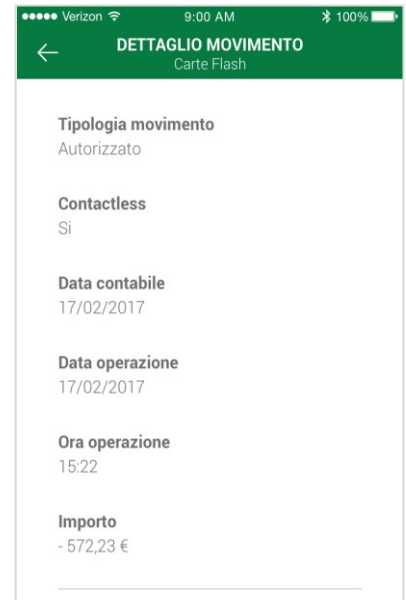 Verizon 9:00 AM 100%
DETTAGLIO MOVIMENTO
Carte Flash
Tipologia movimento
Autorizzato
Contactless
Si
Data contabile
17/02/2017
Data operazione
17/02/2017
Ora operazione
15:22
Importo
- 572,23 €